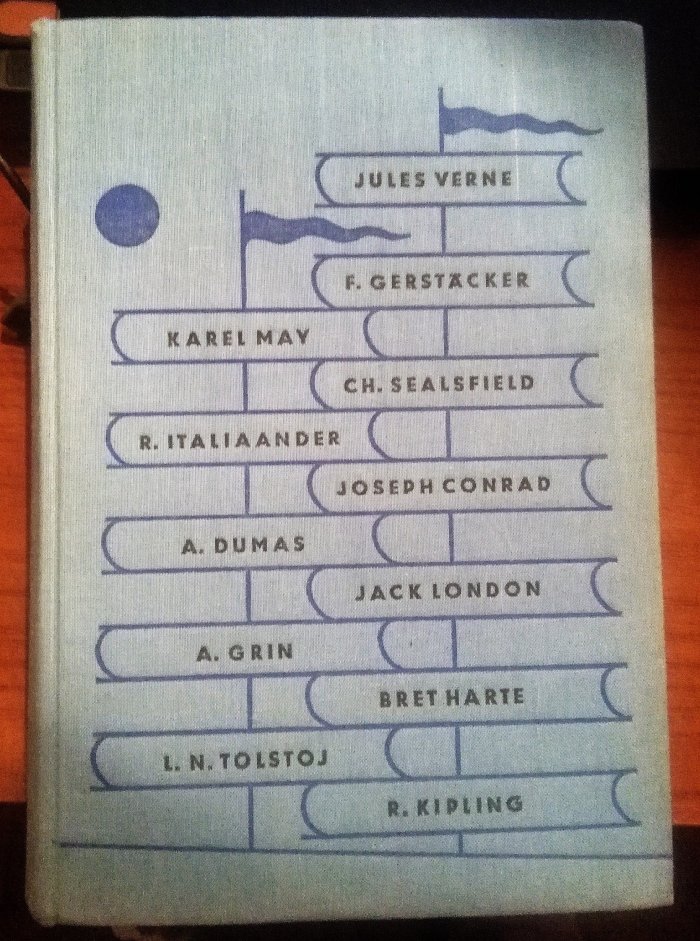 JULES VERNE
F. GERSTÄCKER
KAREL MAY
CH. SEALSFIELD
R. ITALIAANDER
JOSEPH CONRAD
A. DUMAS
JACK LONDON
A. GRIN
BRET HARTE
L. N. TOLSTOJ
R. KIPLING